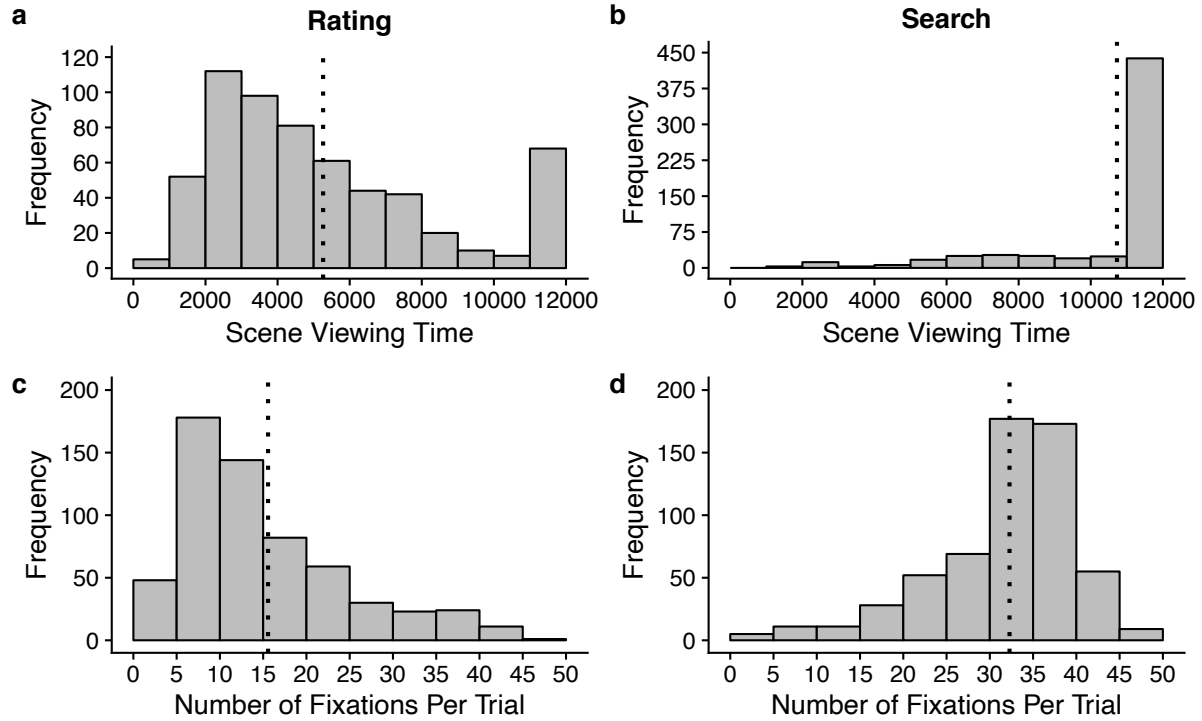 a
Rating
Frequency
120
100
80
60
40
20
0
0 2000 4000 6000 8000 10000 12000
Scene Viewing Time
b
Search
Frequency
450
375
300
225
150
75
0
0 2000 4000 6000 8000 10000 12000
Scene Viewing Time
c
Frequency
200
150
100
50
0
0 5 10 15 20 25 30 35 40 45 50
Number of Fixations Per Trial
d
Frequency
200
150
100
50
0
0 5 10 15 20 25 30 35 40 45 50
Number of Fixations Per Trial